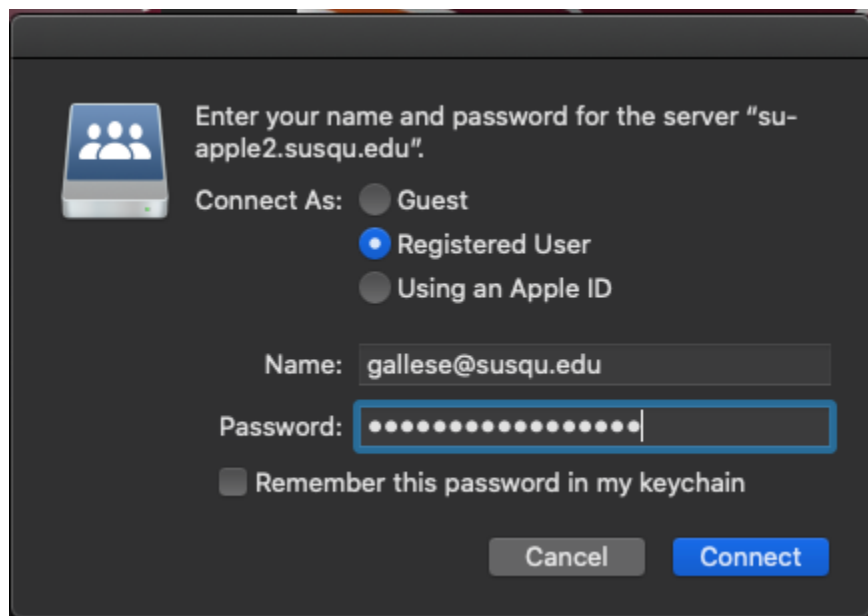 Enter your name and password for the server “su-
apple2.susqu.edu”.
Connect As: Guest
Registered User
Using an Apple ID
Name: gallese@susqu.edu
Password: •••••••••••••••••
Remember this password in my keychain
Cancel Connect